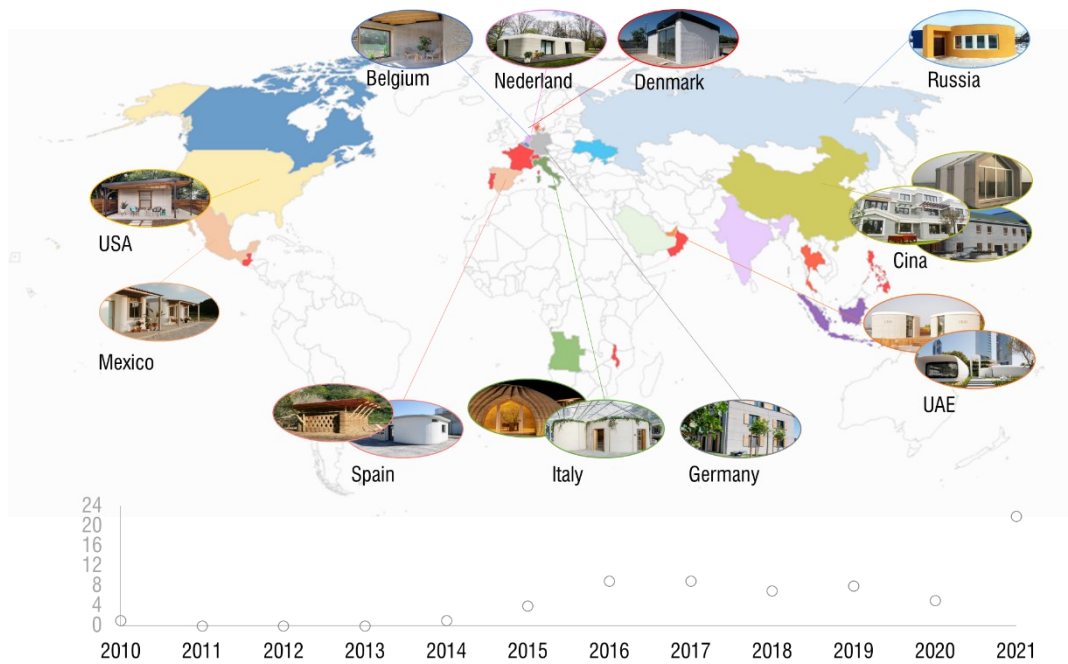 Belgium
Nederland
Denmark
Russia
USA
Cina
Mexico
UAE
Spain
Italy
Germany
24
20
16
12
8
4
0
2010 2011 2012 2013 2014 2015 2016 2017 2018 2019 2020 2021